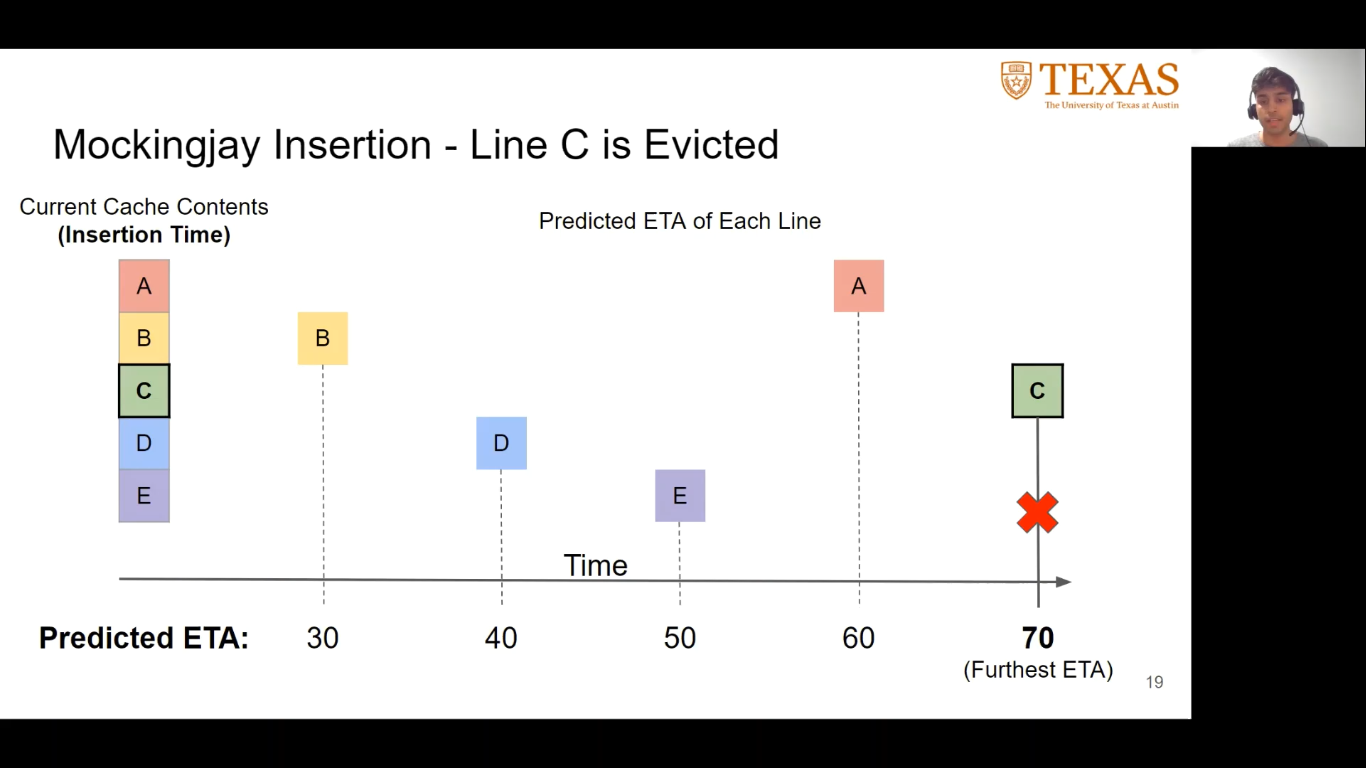 TEXAS
The University of Texas at Austin
Mockingjay Insertion - Line C is Evicted
Current Cache Contents
(Insertion Time)
Predicted ETA of Each Line
A
B
C
D
E
B
D
E
A
C
Time
Predicted ETA:
30
40
50
60
70
(Furthest ETA)
19